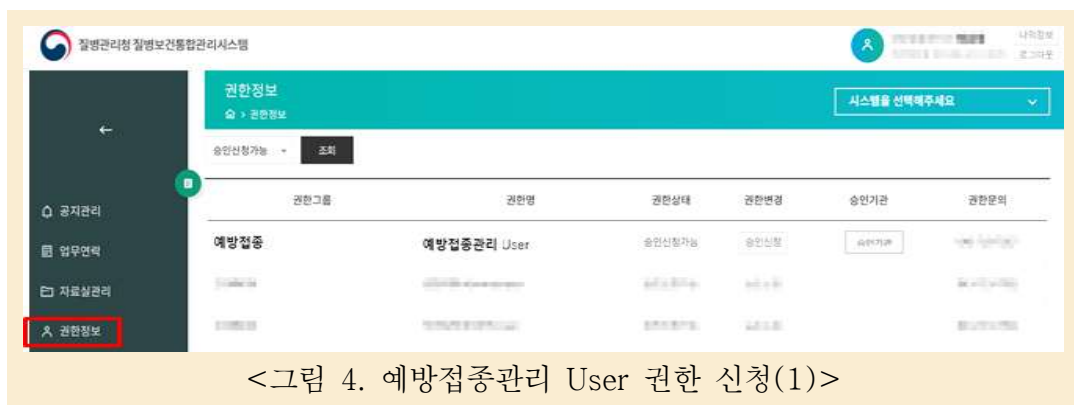 질병관리청 질병보건통합관리시스템
나의정보
로그아웃
권한정보
> 권한정보
시스템을 선택해주세요
←
승인신청가능
조회
권한그룹 권한명 권한상태 권한변경 승인기관 권한문의
공지관리
예방접종 예방접종관리 User 승인신청가능 승인신청 승인기관
업무연락
자료실관리
권한정보
<그림 4. 예방접종관리 User 권한 신청(1)>